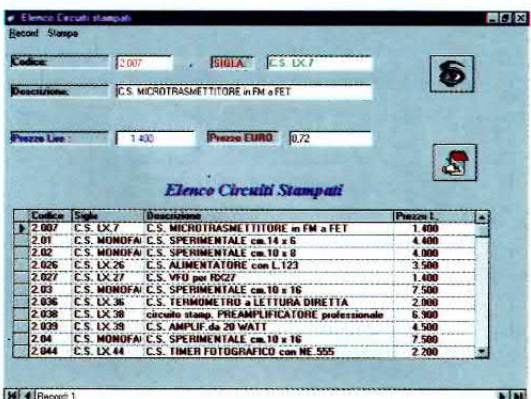 Elenco Circuiti stampati
Record Stampa
Codice: 2.007 SIGLA C.S. LX.7
Descrizione: C.S. MICROTRASMETTITORE in FM a FET
Prezzo Lire : 1.400 Prezzo EURO 0,72
Elenco Circuiti Stampati
Codice Sigla Descrizione Prezzo L.
2.007 C.S. LX.7 C.S. MICROTRASMETTITORE in FM a FET 1.400
2.01 C.S. MONOFA C.S. SPERIMENTALE cm.14 x 6 4.400
2.02 C.S. MONOFA C.S. SPERIMENTALE cm.10 x 8 4.000
2.026 C.S. LX.26 C.S. ALIMENTATORE con L.123 3.500
2.027 C.S. LX.27 C.S. VFO per RX27 1.400
2.03 C.S. MONOFA C.S. SPERIMENTALE cm.10 x 16 7.500
2.036 C.S. LX.36 C.S. TERMOMETRO a LETTURA DIRETTA 2.000
2.038 C.S. LX.38 circuito stamp. PREAMPLIFICATORE professionale 6.900
2.039 C.S. LX.39 C.S. AMPLIF.da 20 WATT 4.500
2.04 C.S. MONOFA C.S. SPERIMENTALE cm.10 x 16 7.500
2.044 C.S. LX.44 C.S. TIMER FOTOGRAFICO con NE.555 2.200
Record: 1